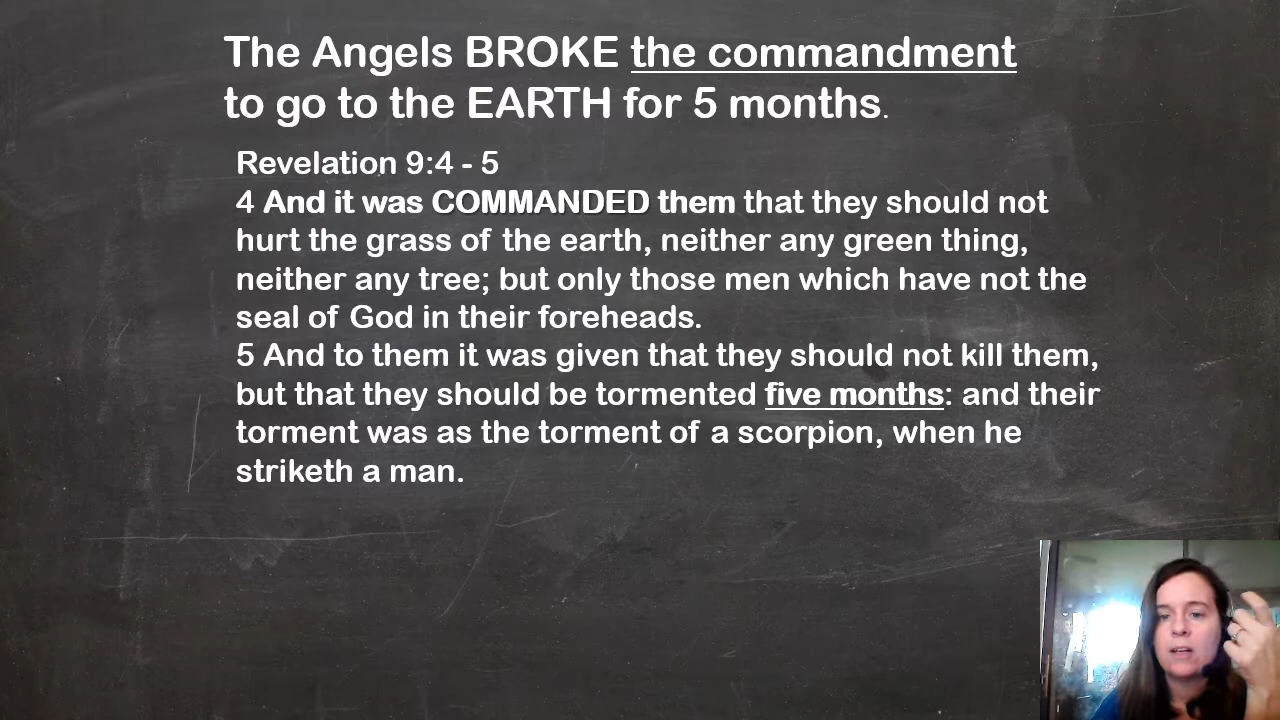 The Angels BROKE the commandment
to go to the EARTH for 5 months.
Revelation 9:4 - 5
4 And it was COMMANDED them that they should not
hurt the grass of the earth, neither any green thing,
neither any tree; but only those men which have not the
seal of God in their foreheads.
5 And to them it was given that they should not kill them,
but that they should be tormented five months: and their
torment was as the torment of a scorpion, when he
striketh a man.